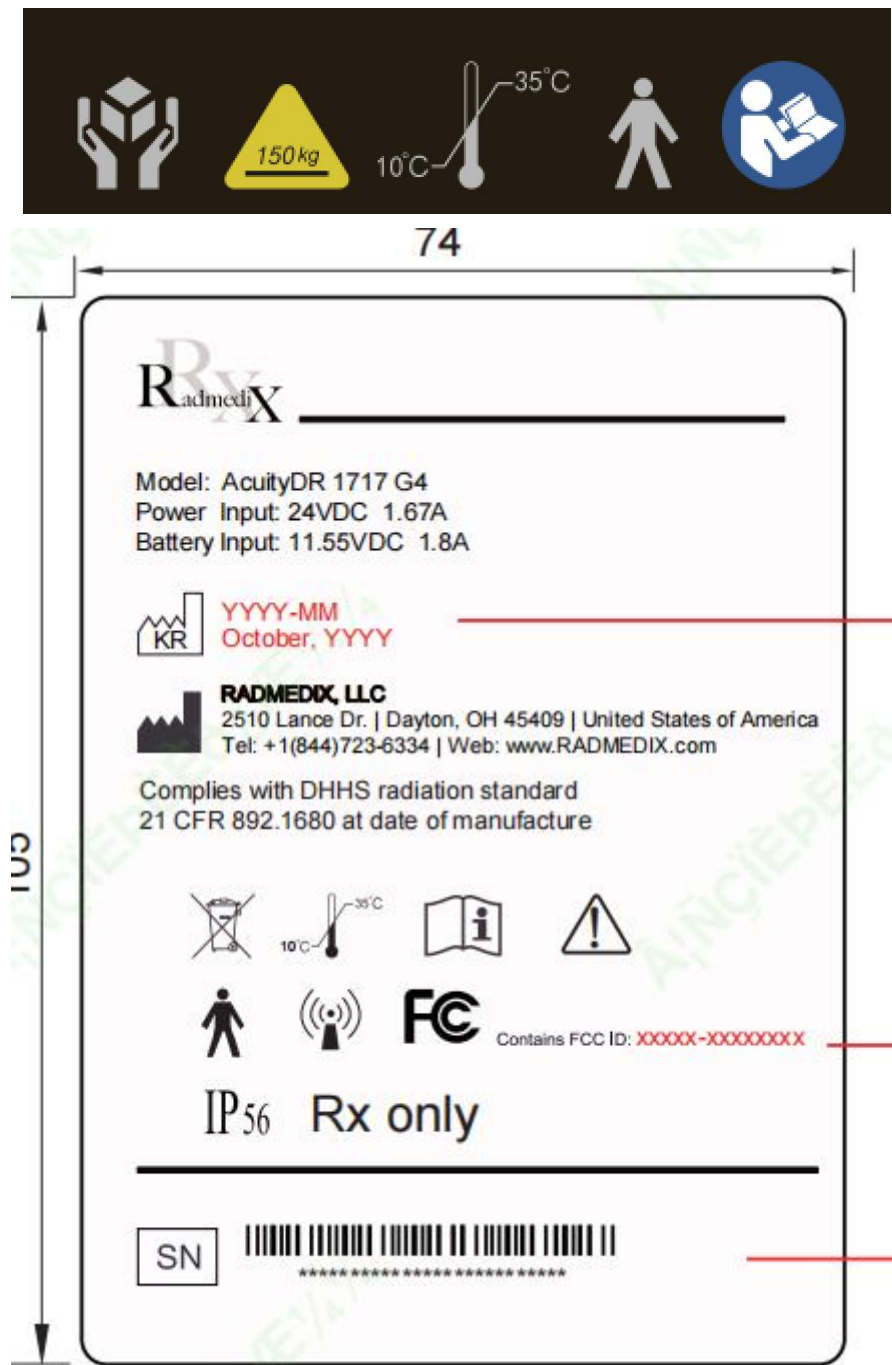 150kg
35°C
10°C
74
105
RadmediX
Model: AcuityDR 1717 G4
Power Input: 24VDC 1.67A
Battery Input: 11.55VDC 1.8A
KR
YYYY-MM
October, YYYY
RADMEDIX, LLC
2510 Lance Dr. | Dayton, OH 45409 | United States of America
Tel: +1(844)723-6334 | Web: www.RADMEDIX.com
Complies with DHHS radiation standard
21 CFR 892.1680 at date of manufacture
35°C
10°C
FC Contains FCC ID: XXXXX-XXXXXXXX
IP56 Rx only
SN
**************************